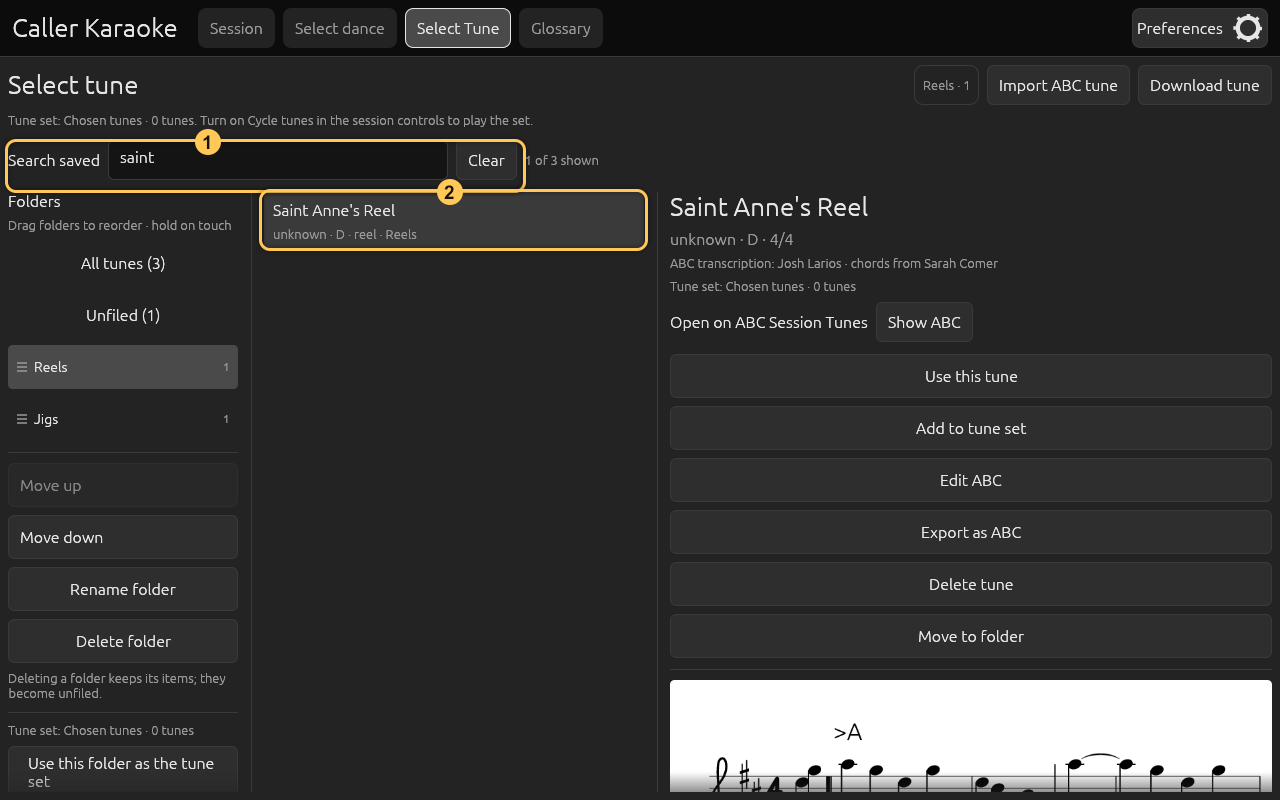 Caller Karaoke
Session
Select dance
Select Tune
Glossary
Preferences
Select tune
Reels · 1
Import ABC tune
Download tune
Tune set: Chosen tunes · 0 tunes. Turn on Cycle tunes in the session controls to play the set.
1
Search saved
saint
Clear
1 of 3 shown
2
Folders
Drag folders to reorder · hold on touch
All tunes (3)
Unfiled (1)
Reels 1
Jigs 1
Move up
Move down
Rename folder
Delete folder
Deleting a folder keeps its items; they
become unfiled.
Tune set: Chosen tunes · 0 tunes
Use this folder as the tune
set
Saint Anne's Reel
unknown · D · reel · Reels
Saint Anne's Reel
unknown · D · 4/4
ABC transcription: Josh Larios · chords from Sarah Comer
Tune set: Chosen tunes · 0 tunes
Open on ABC Session Tunes
Show ABC
Use this tune
Add to tune set
Edit ABC
Export as ABC
Delete tune
Move to folder
>A
4